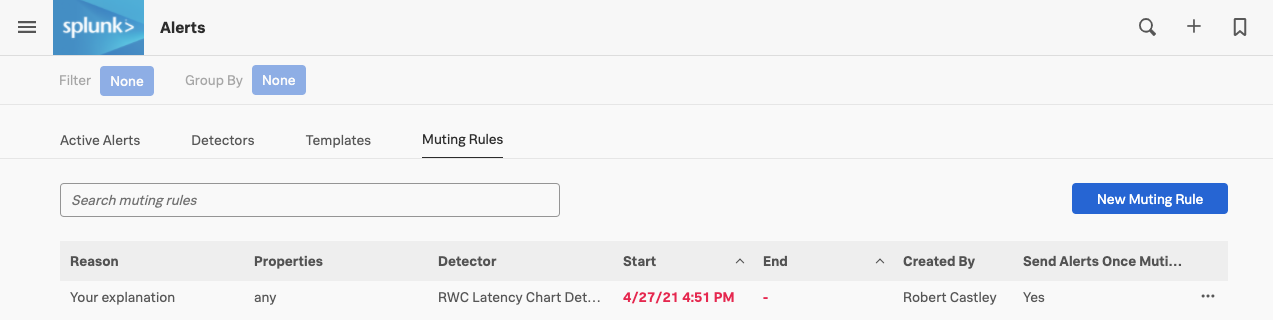 splunk> Alerts
Filter None Group By None
Active Alerts Detectors Templates Muting Rules
Search muting rules New Muting Rule
Reason Properties Detector Start End Created By Send Alerts Once Muti...
Your explanation any RWC Latency Chart Det... 4/27/21 4:51 PM - Robert Castley Yes ...